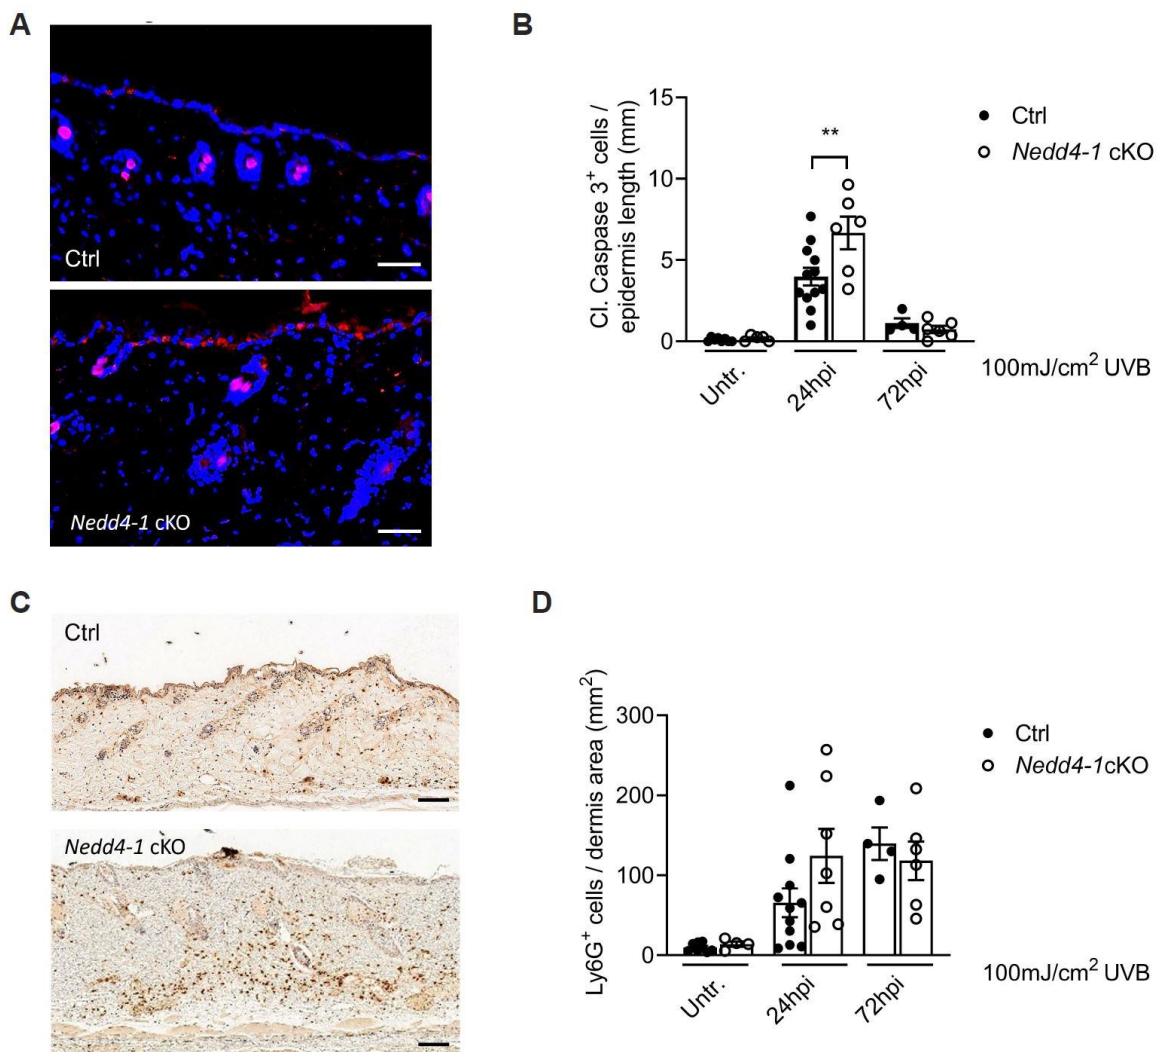 A
Ctrl
Nedd4-1 cKO
B
Cl. Caspase 3+ cells /
epidermis length (mm)
15
10
5
0
**
Ctrl
Nedd4-1 cKO
Untr.
24hpi
72hpi
100mJ/cm2 UVB
C
Ctrl
Nedd4-1 cKO
D
Ly6G+ cells / dermis area (mm2)
300
200
100
0
Ctrl
Nedd4-1cKO
Untr.
24hpi
72hpi
100mJ/cm2 UVB